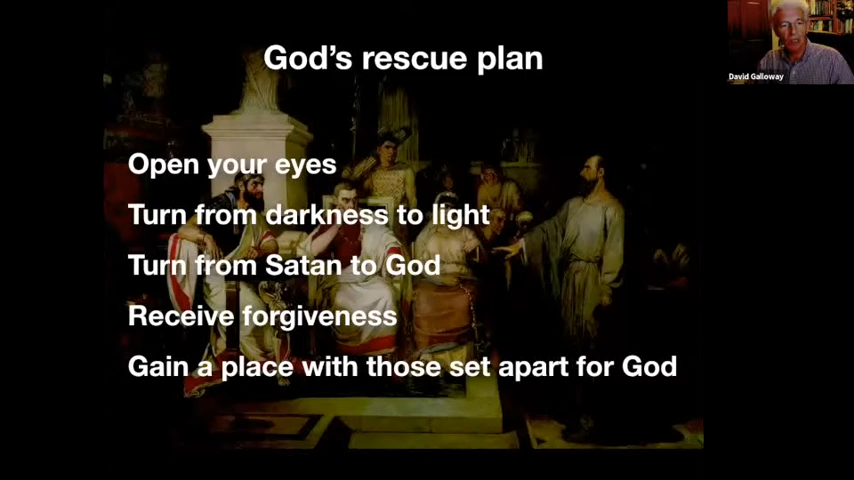 God's rescue plan
David Galloway
Open your eyes
Turn from darkness to light
Turn from Satan to God
Receive forgiveness
Gain a place with those set apart for God